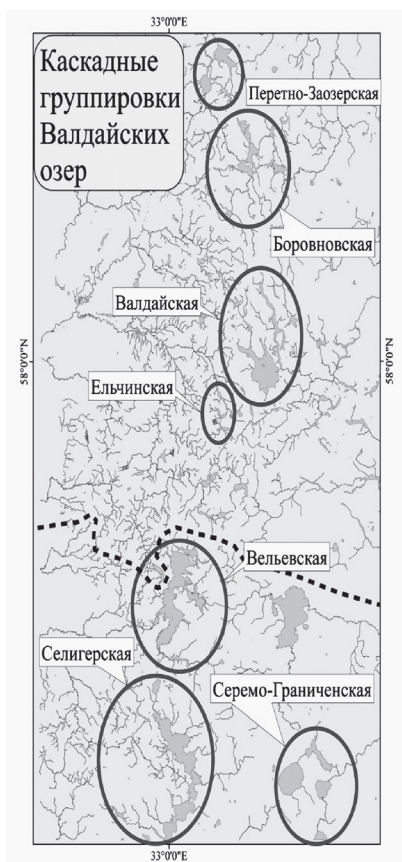 33°0'0"E
Каскадные
группировки
Валдайских
озер
Перетно-Заозерская
Боровновская
Валдайская
58°0'0"N
58°0'0"N
Ельчинская
Вельевская
Селигерская
Серемо-Граниченская
33°0'0"E